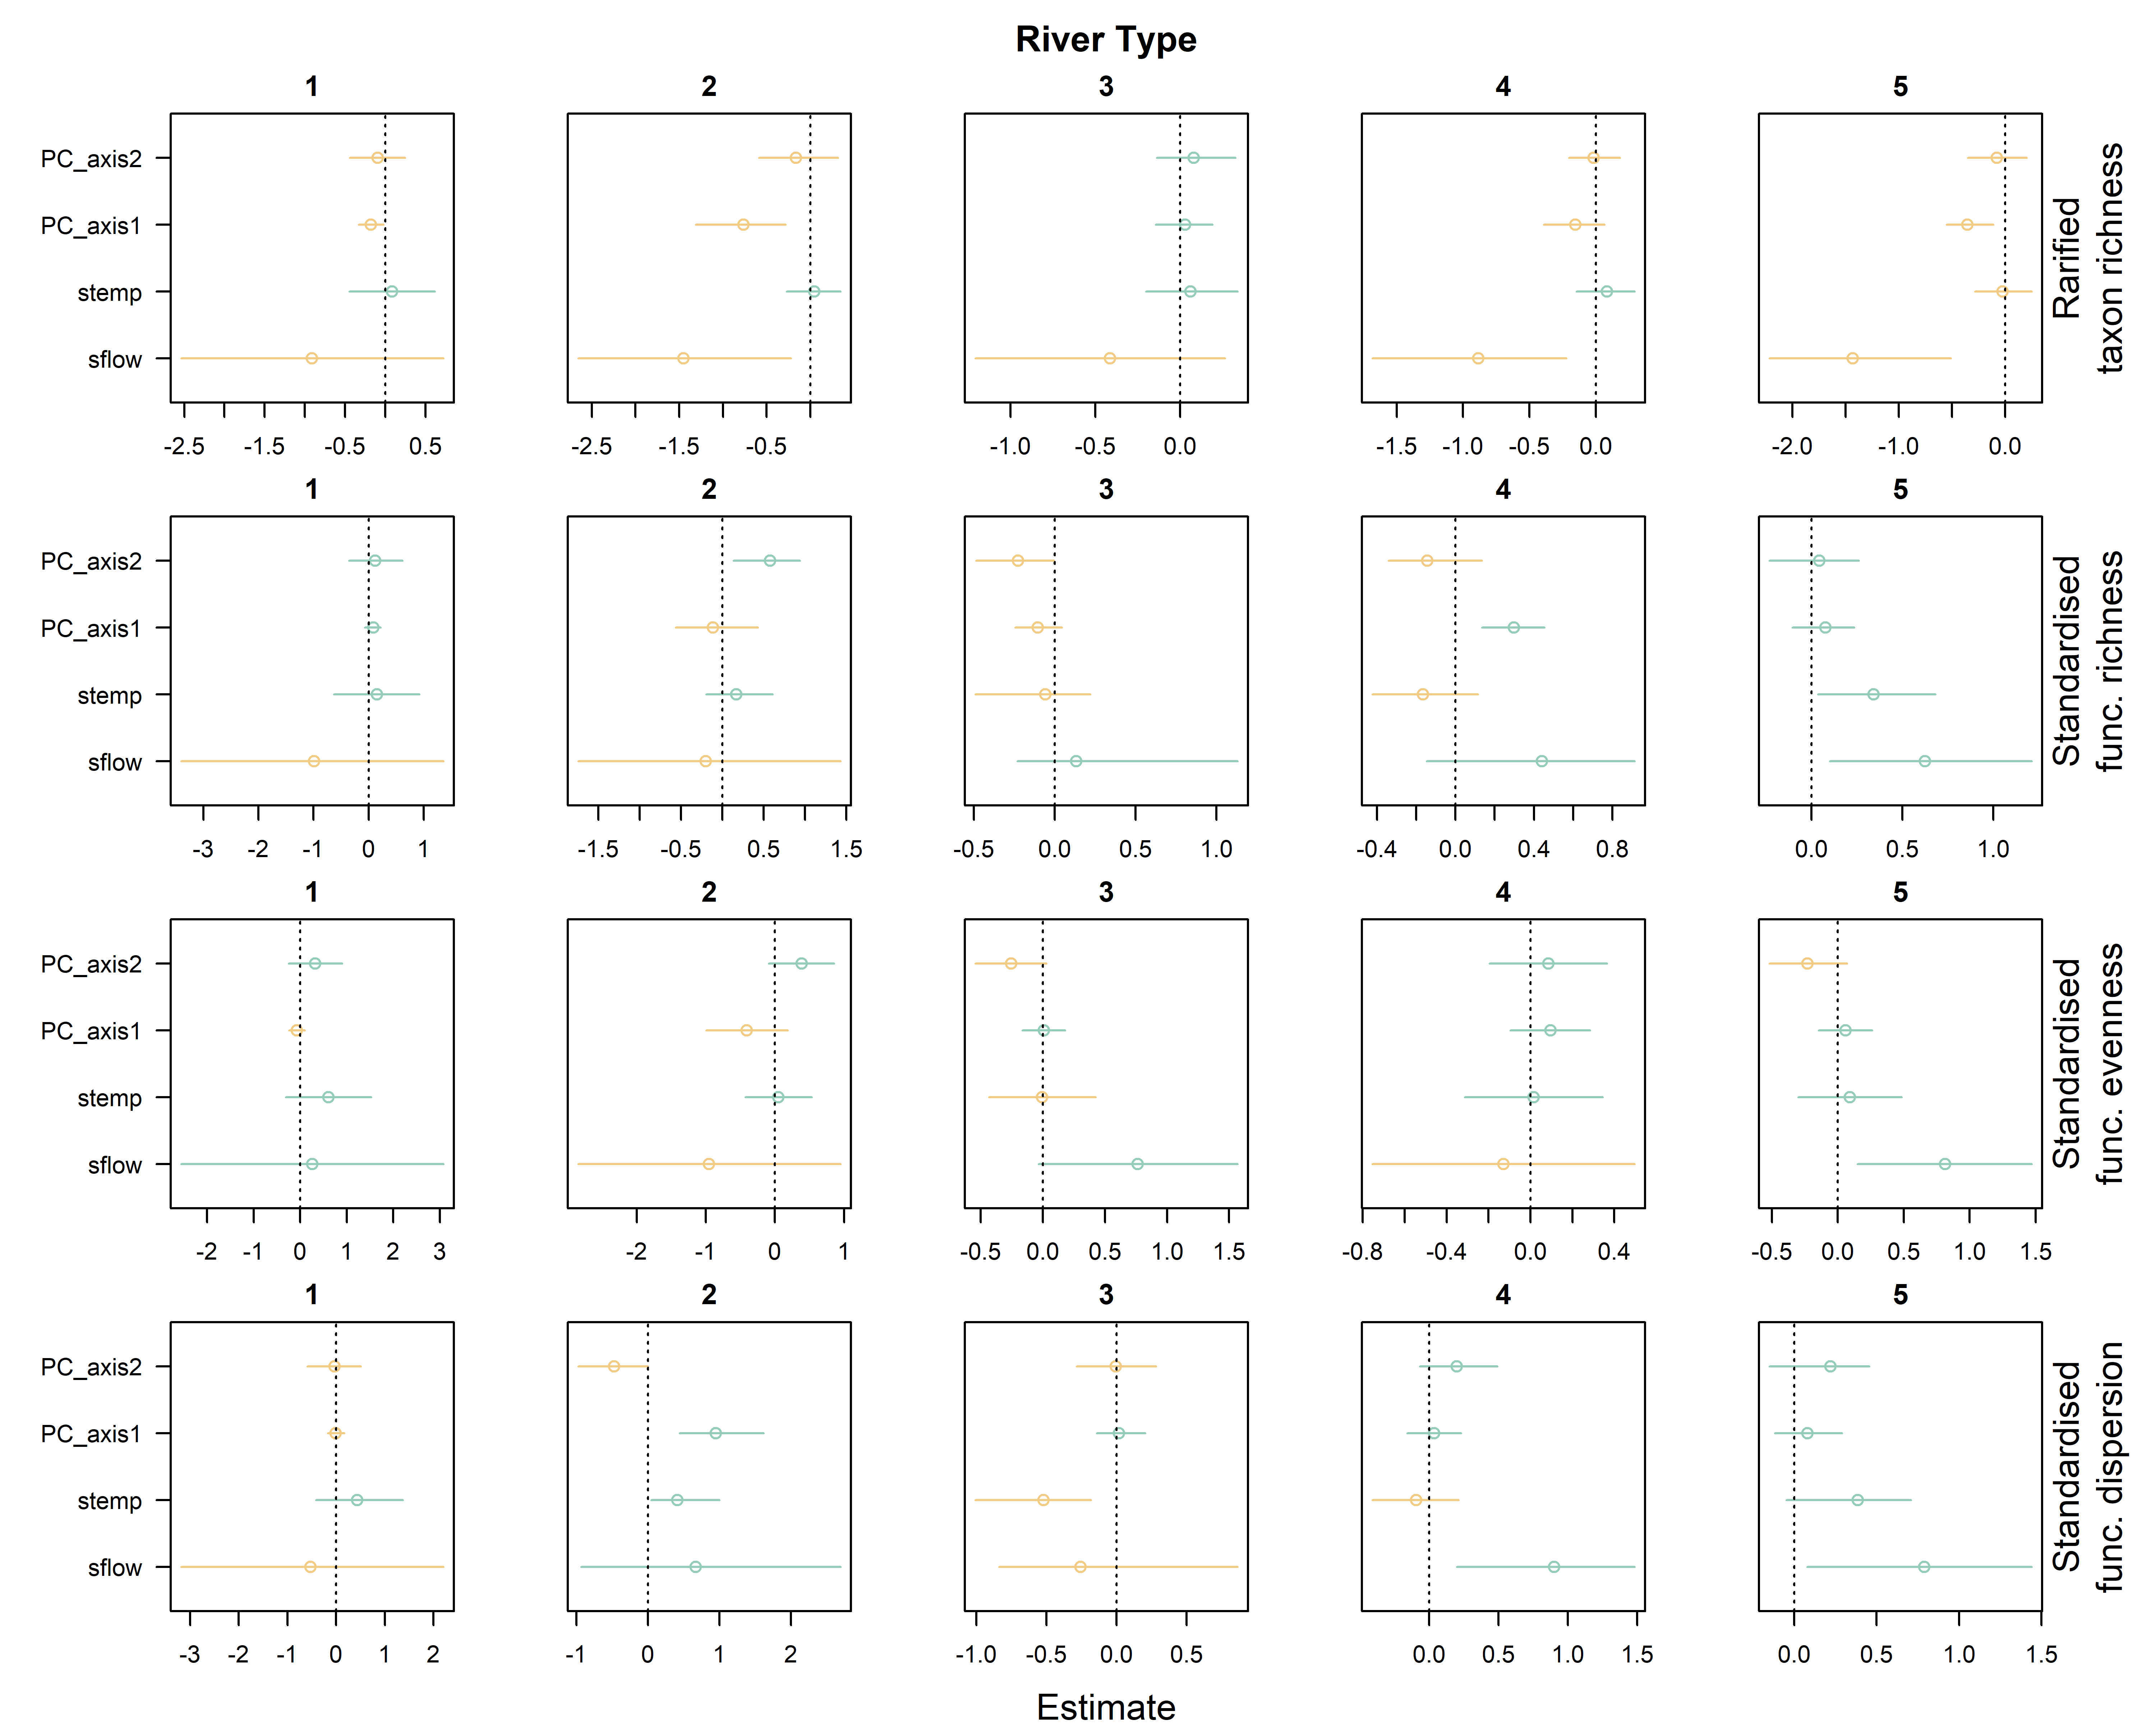 River Type
1 2 3 4 5
PC_axis2
PC_axis1
stemp
sflow
-2.5 -1.5 -0.5 0.5
-2.5 -1.5 -0.5
-1.0 -0.5 0.0
-1.5 -1.0 -0.5 0.0
-2.0 -1.0 0.0
Rarified
taxon richness
1 2 3 4 5
PC_axis2
PC_axis1
stemp
sflow
-3 -2 -1 0 1
-1.5 -0.5 0.5 1.5
-0.5 0.0 0.5 1.0
-0.4 0.0 0.4 0.8
0.0 0.5 1.0
Standardised
func. richness
1 2 3 4 5
PC_axis2
PC_axis1
stemp
sflow
-2 -1 0 1 2 3
-2 -1 0 1
-0.5 0.0 0.5 1.0 1.5
-0.8 -0.4 0.0 0.4
-0.5 0.0 0.5 1.0 1.5
Standardised
func. evenness
1 2 3 4 5
PC_axis2
PC_axis1
stemp
sflow
-3 -2 -1 0 1 2
-1 0 1 2
-1.0 -0.5 0.0 0.5
0.0 0.5 1.0 1.5
0.0 0.5 1.0 1.5
Standardised
func. dispersion
Estimate